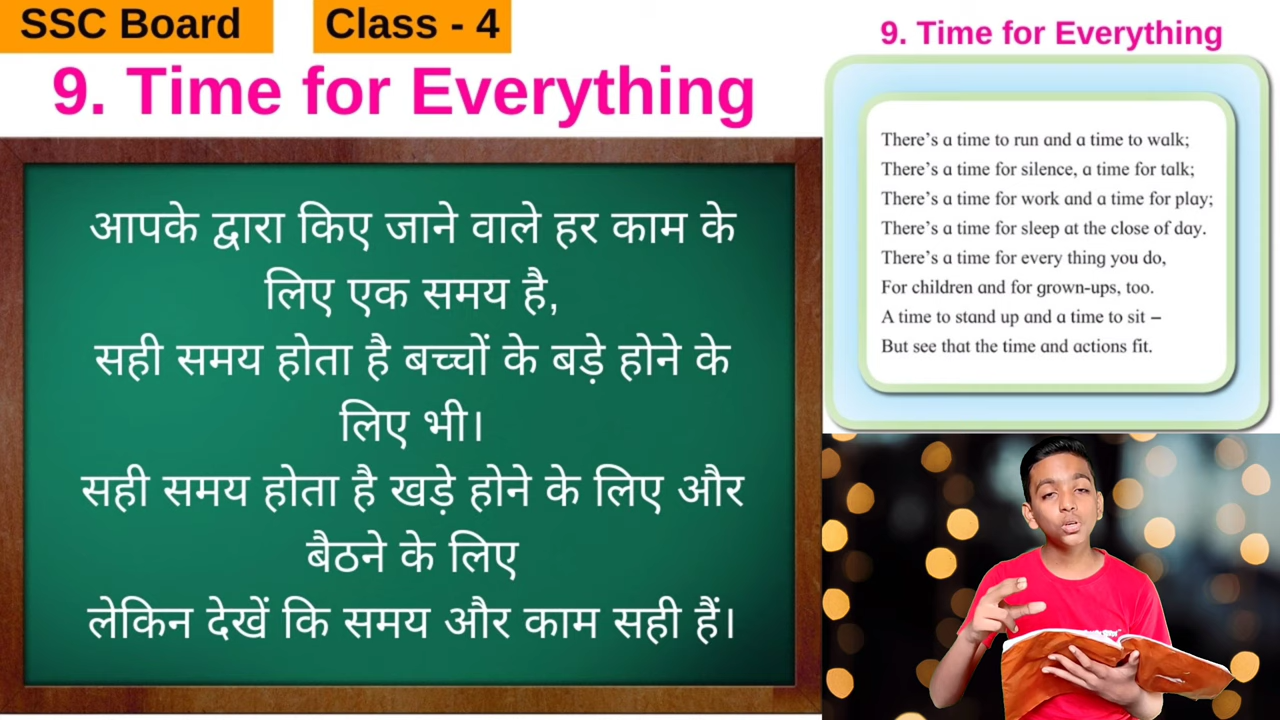 SSC Board
Class - 4
9. Time for Everything
आपके द्वारा किए जाने वाले हर काम के
लिए एक समय है,
सही समय होता है बच्चों के बड़े होने के
लिए भी।
सही समय होता है खड़े होने के लिए और
बैठने के लिए
लेकिन देखें कि समय और काम सही हैं।
9. Time for Everything
There's a time to run and a time to walk;
There's a time for silence, a time for talk;
There's a time for work and a time for play;
There's a time for sleep at the close of day.
There's a time for every thing you do,
For children and for grown-ups, too.
A time to stand up and a time to sit –
But see that the time and actions fit.